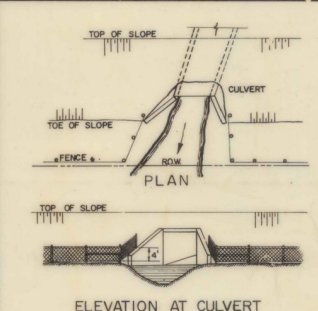 TOP OF SLOPE
CULVERT
TOE OF SLOPE
FENCE
R.O.W.
PLAN
TOP OF SLOPE
4'
ELEVATION AT CULVERT